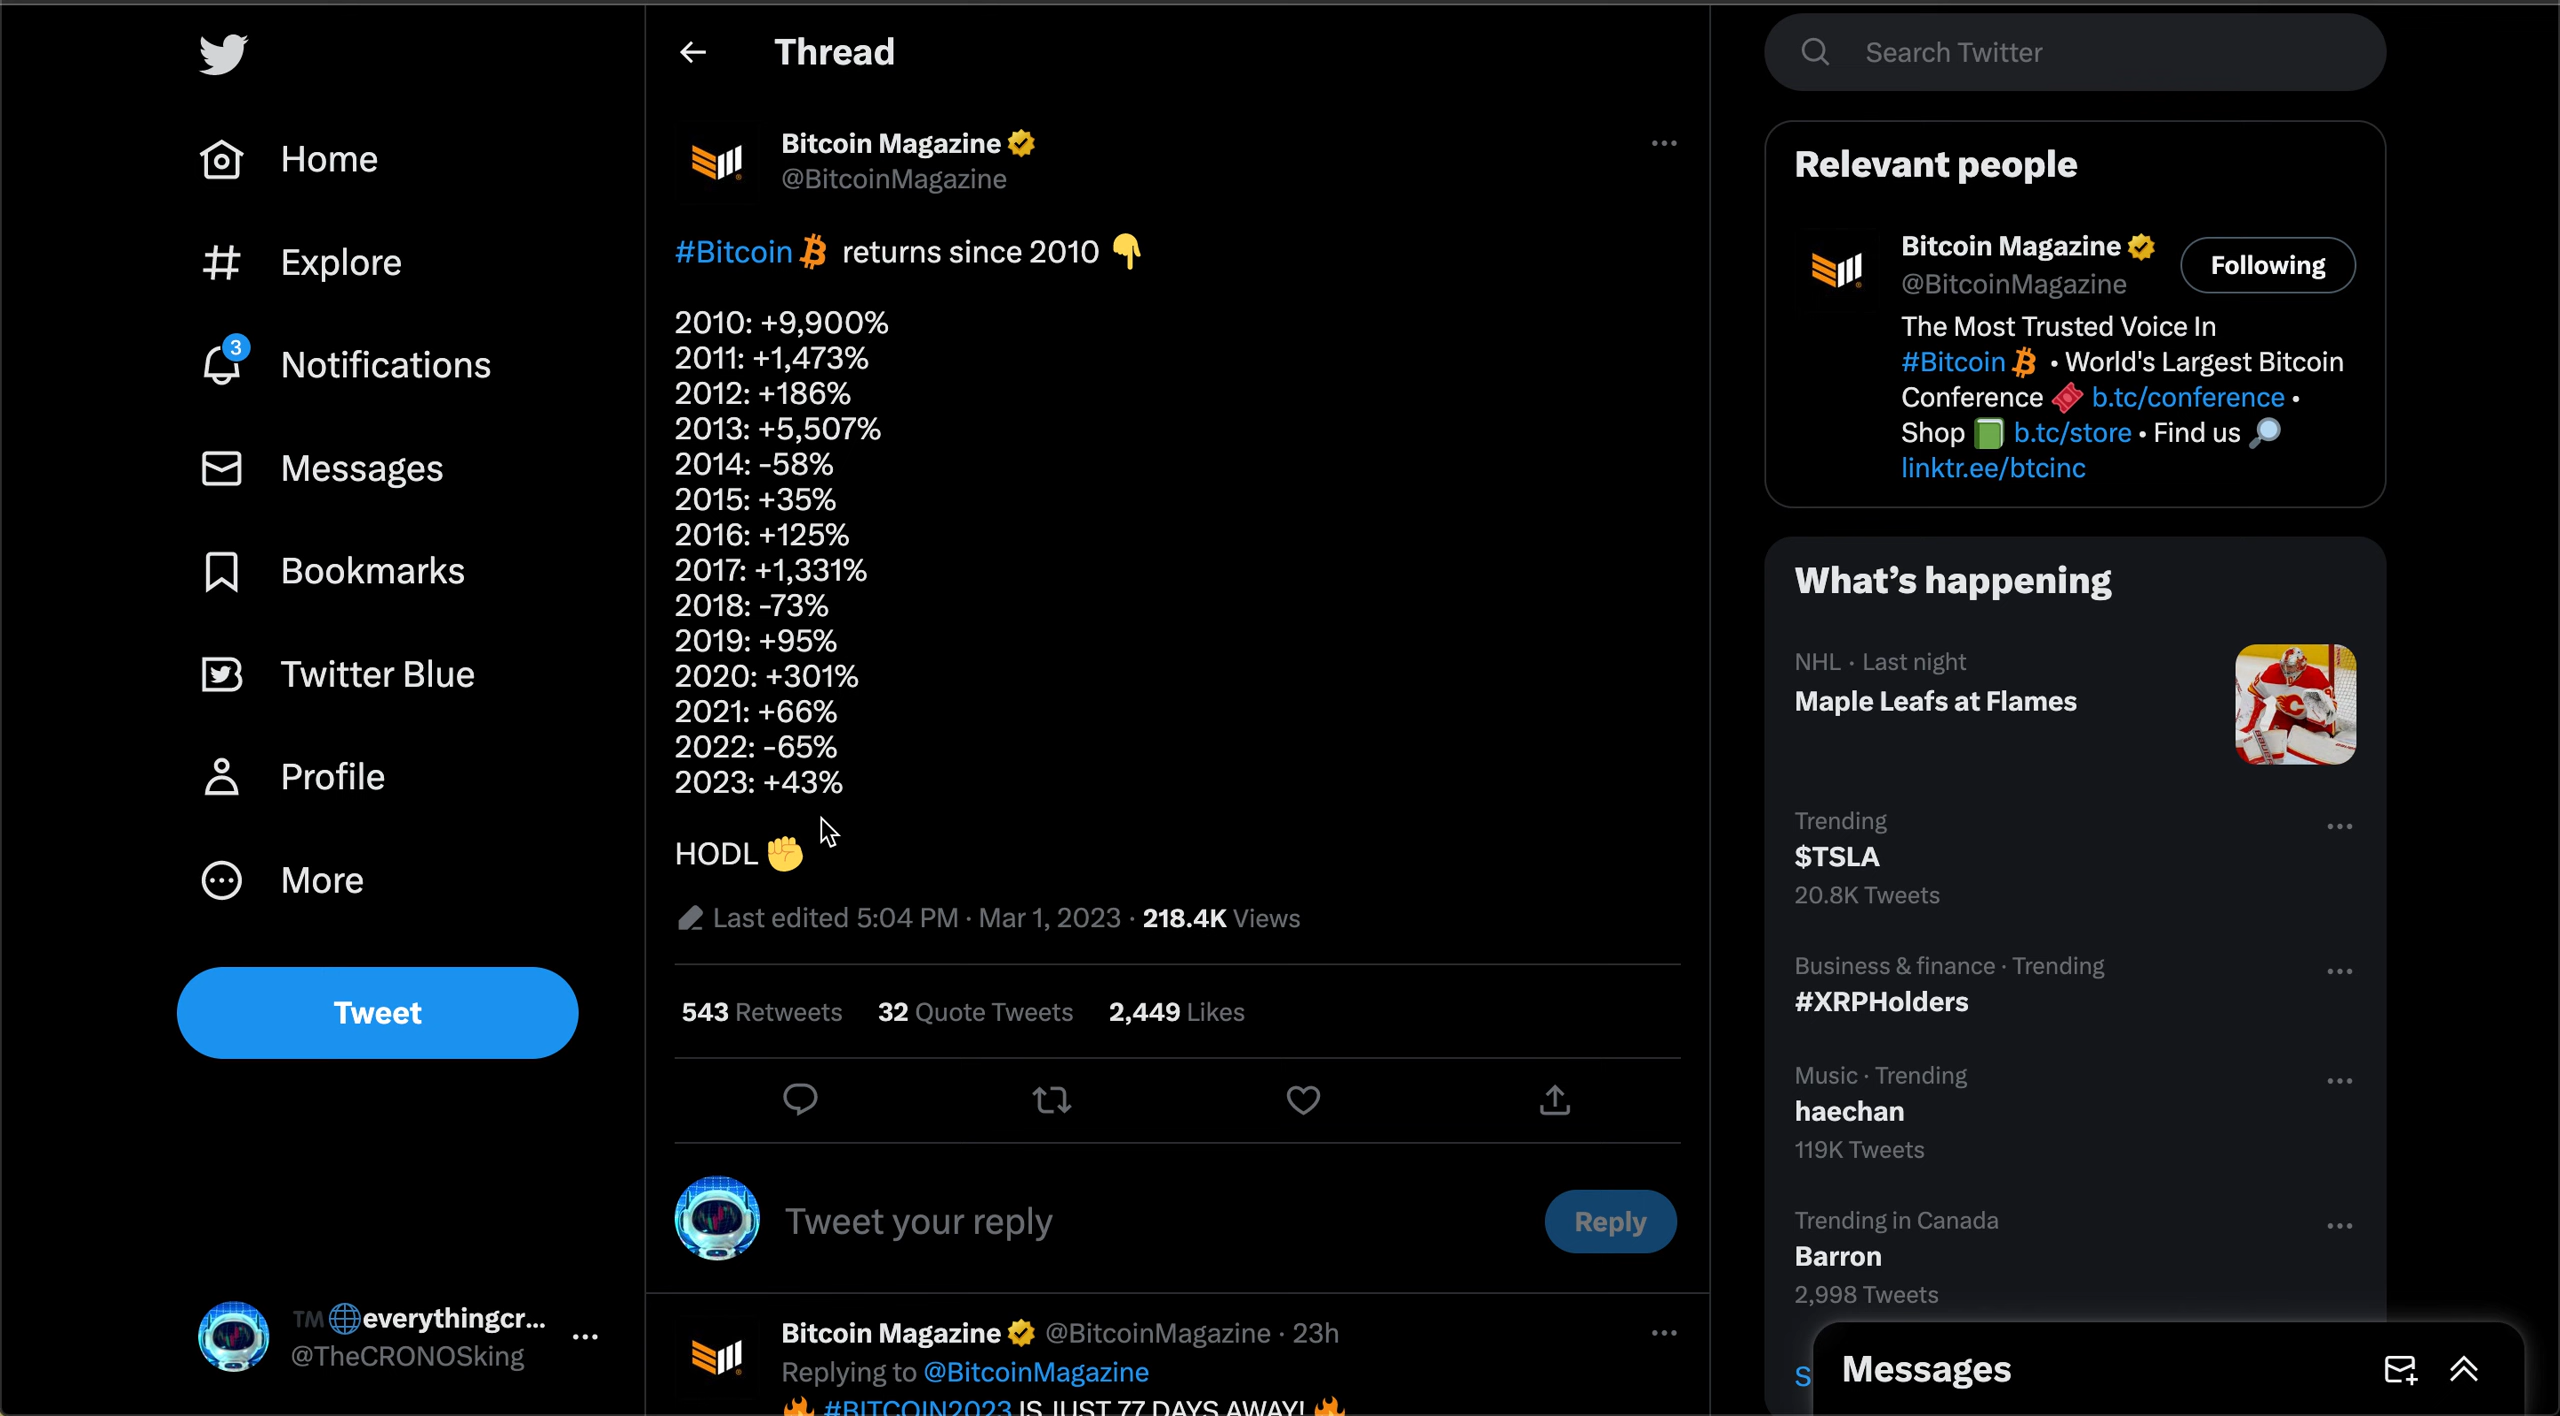 Home
Explore
3
Notifications
Messages
Bookmarks
Twitter Blue
Profile
More
Tweet
TM🌐everythingcr...
@TheCRONOSking
Thread
Bitcoin Magazine
@BitcoinMagazine
#Bitcoin returns since 2010 👇
2010: +9,900%
2011: +1,473%
2012: +186%
2013: +5,507%
2014: -58%
2015: +35%
2016: +125%
2017: +1,331%
2018: -73%
2019: +95%
2020: +301%
2021: +66%
2022: -65%
2023: +43%
HODL ✊
Last edited 5:04 PM · Mar 1, 2023 · 218.4K Views
543 Retweets 32 Quote Tweets 2,449 Likes
Tweet your reply
Reply
Bitcoin Magazine @BitcoinMagazine · 23h
Replying to @BitcoinMagazine
🔥 #BITCOIN2023 IS JUST 77 DAYS AWAY! 🔥
Search Twitter
Relevant people
Bitcoin Magazine
@BitcoinMagazine
Following
The Most Trusted Voice In
#Bitcoin • World's Largest Bitcoin
Conference 🎟 b.tc/conference •
Shop 📗 b.tc/store • Find us 🔎
linktr.ee/btcinc
What's happening
NHL · Last night
Maple Leafs at Flames
Trending
$TSLA
20.8K Tweets
Business & finance · Trending
#XRPHolders
Music · Trending
haechan
119K Tweets
Trending in Canada
Barron
2,998 Tweets
Messages